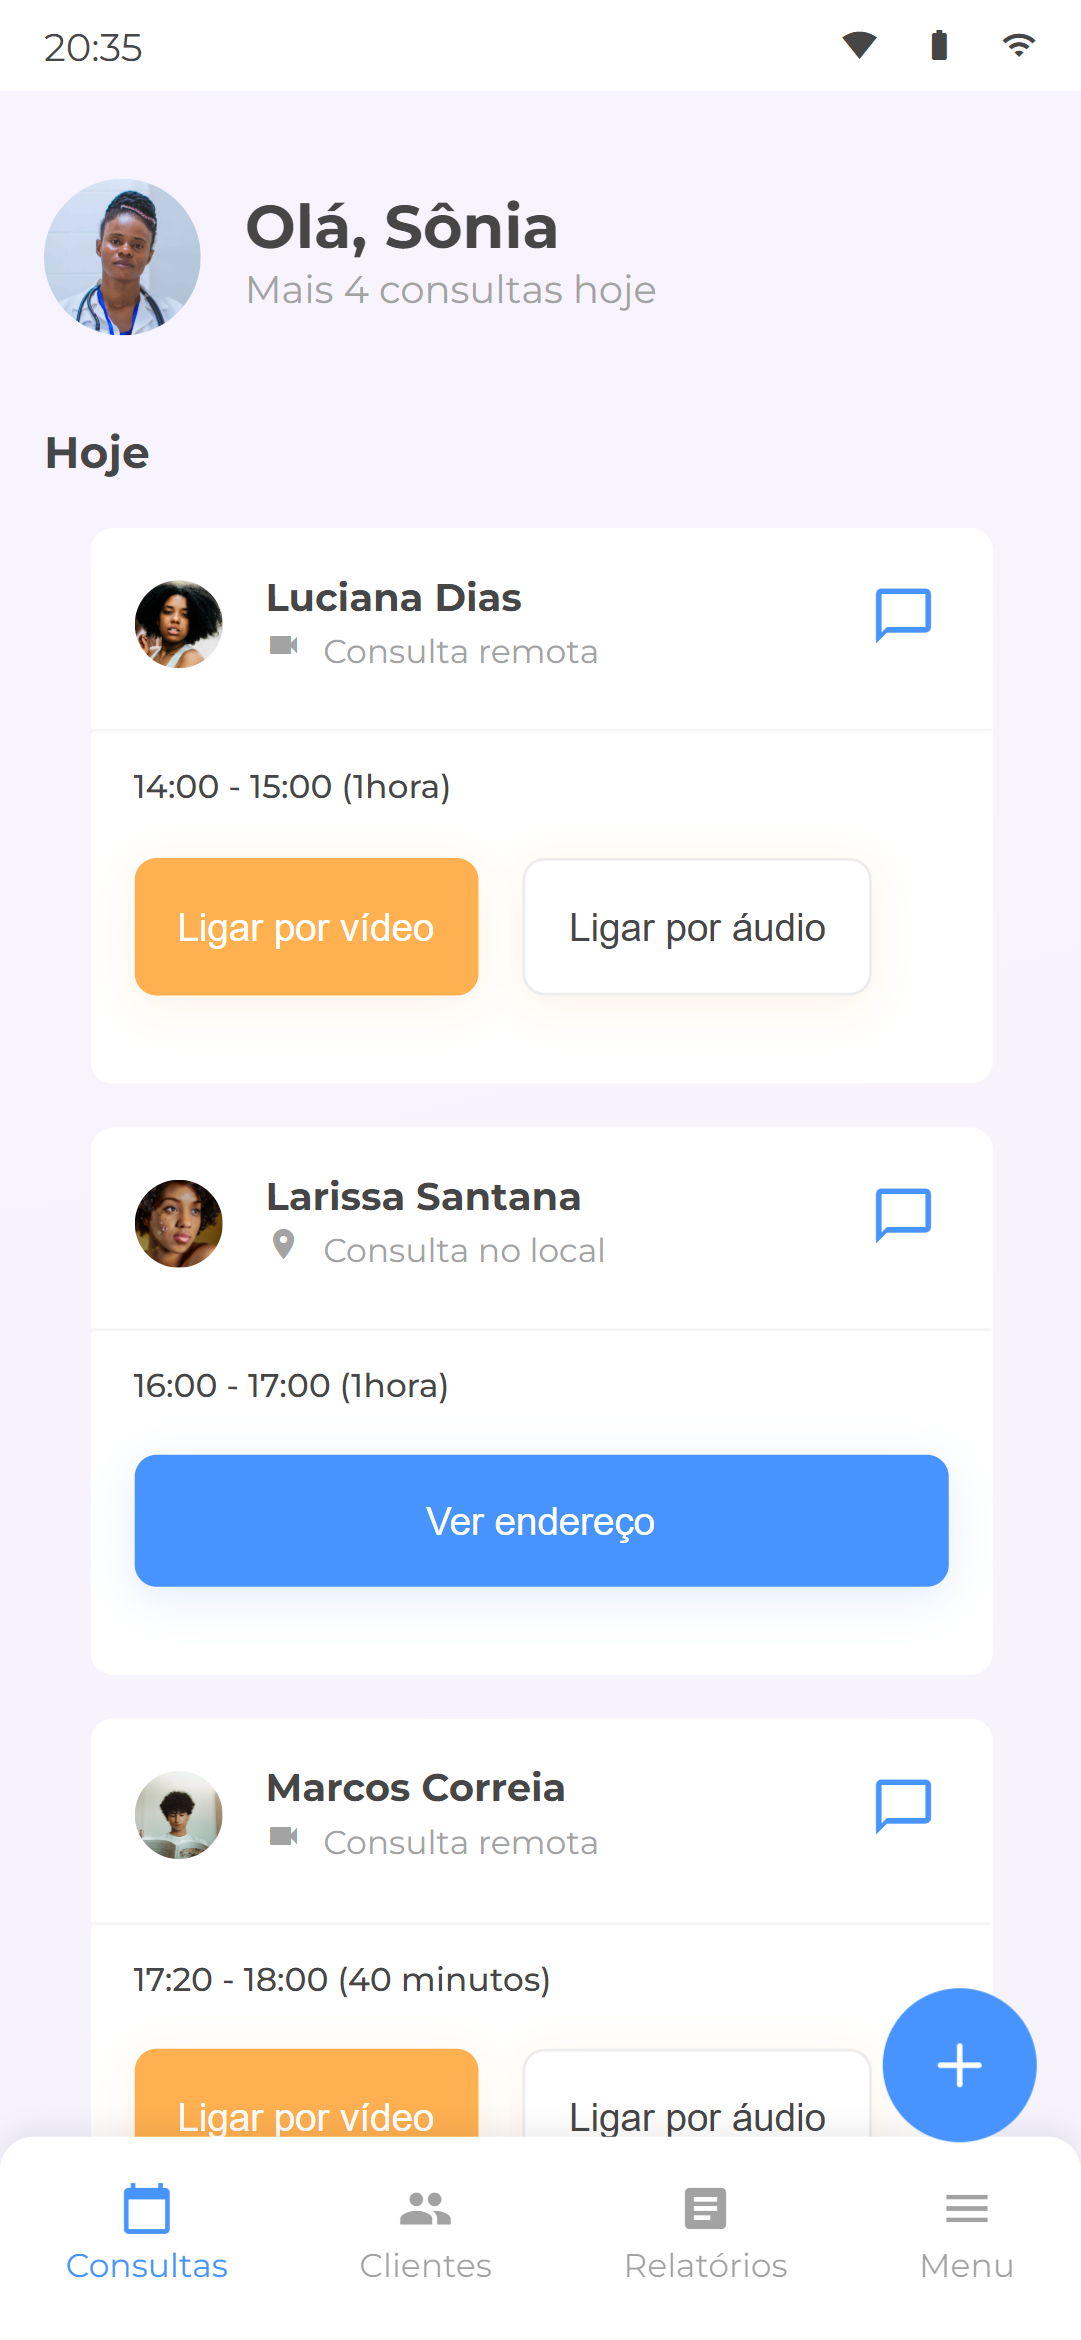 20:35
Olá, Sônia
Mais 4 consultas hoje
Hoje
Luciana Dias
Consulta remota
14:00 - 15:00 (1hora)
Ligar por vídeo
Ligar por áudio
Larissa Santana
Consulta no local
16:00 - 17:00 (1hora)
Ver endereço
Marcos Correia
Consulta remota
17:20 - 18:00 (40 minutos)
Ligar por vídeo
Ligar por áudio
Consultas
Clientes
Relatórios
Menu